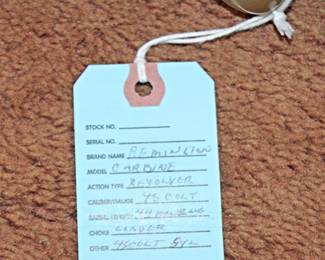 STOCK NO.
SERIAL NO.
BRAND NAME REMINGTON
MODEL CARBINE
ACTION TYPE REVOLVER
CALIBER/GAUGE 45 COLT
BARREL LENGTH 44
CHOKE
OTHER 45 COLT 5YL